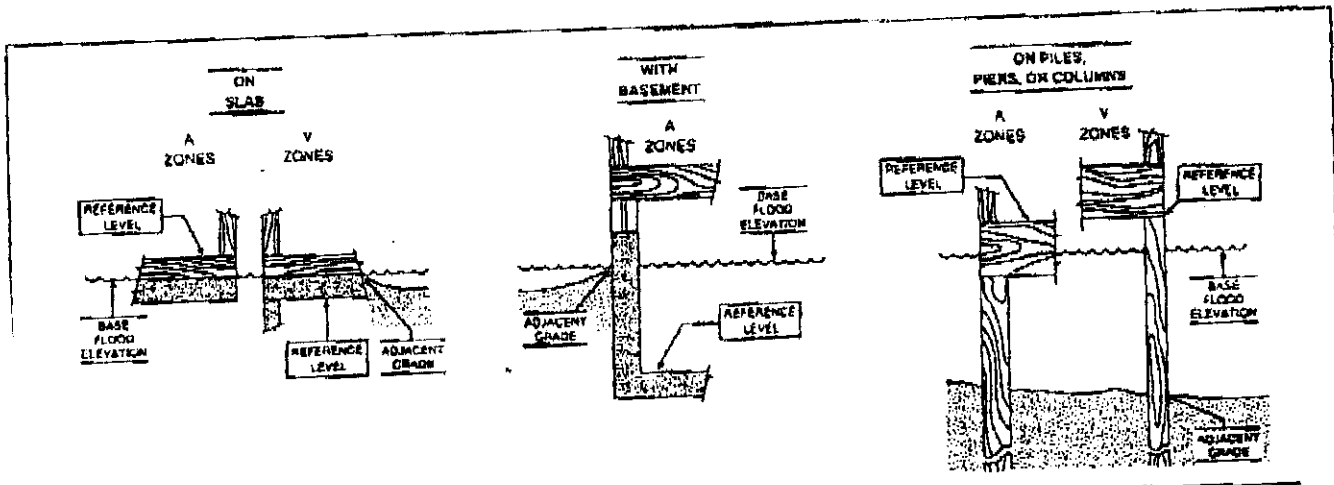 ON
SLAB
A
ZONES
V
ZONES
REFERENCE
LEVEL
BASE
FLOOD
ELEVATION
REFERENCE
LEVEL
ADJACENT
GRADE
WITH
BASEMENT
A
ZONES
BASE
FLOOD
ELEVATION
ADJACENT
GRADE
REFERENCE
LEVEL
ON PILES,
PIERS, OR COLUMNS
A
ZONES
V
ZONES
REFERENCE
LEVEL
REFERENCE
LEVEL
BASE
FLOOD
ELEVATION
ADJACENT
GRADE